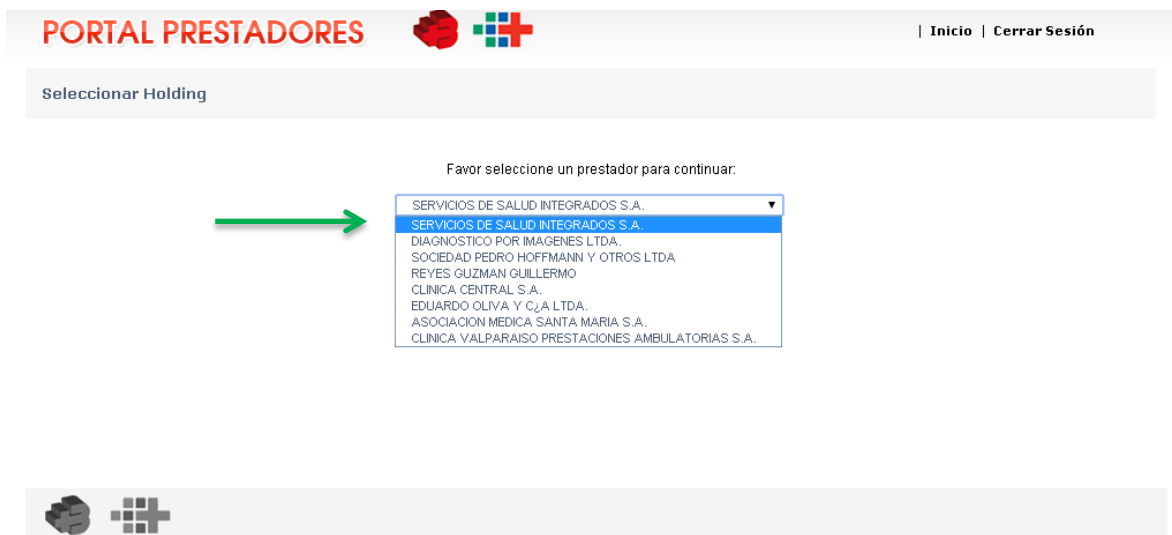 PORTAL PRESTADORES
| Inicio | Cerrar Sesión
Seleccionar Holding
Favor seleccione un prestador para continuar:
SERVICIOS DE SALUD INTEGRADOS S.A.
SERVICIOS DE SALUD INTEGRADOS S.A.
DIAGNOSTICO POR IMAGENES LTDA.
SOCIEDAD PEDRO HOFFMANN Y OTROS LTDA
REYES GUZMAN GUILLERMO
CLINICA CENTRAL S.A.
EDUARDO OLIVA Y C¿A LTDA.
ASOCIACION MEDICA SANTA MARIA S.A.
CLINICA VALPARAISO PRESTACIONES AMBULATORIAS S.A.